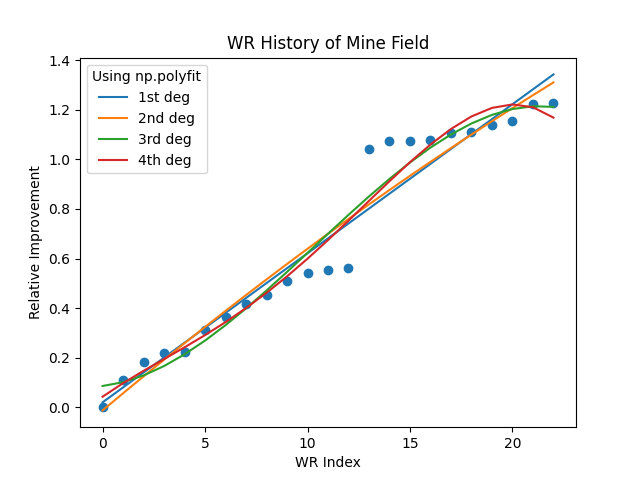 WR History of Mine Field
Using np.polyfit
1st deg
2nd deg
3rd deg
4th deg
Relative Improvement
1.4
1.2
1.0
0.8
0.6
0.4
0.2
0.0
0
5
10
15
20
WR Index